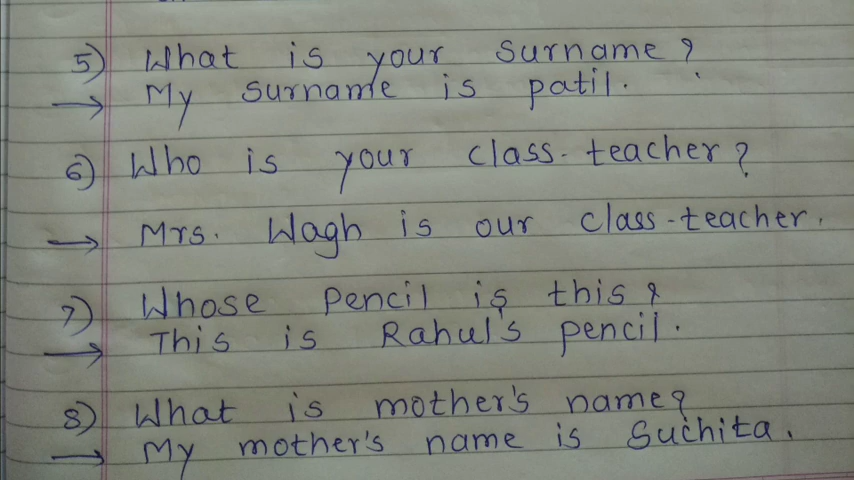 5) What is your surname?
→ My surname is patil.
6) Who is your class-teacher?
→ Mrs. Wagh is our class-teacher.
7) Whose pencil is this?
→ This is Rahul's pencil.
8) What is mother's name?
→ My mother's name is Suchita.